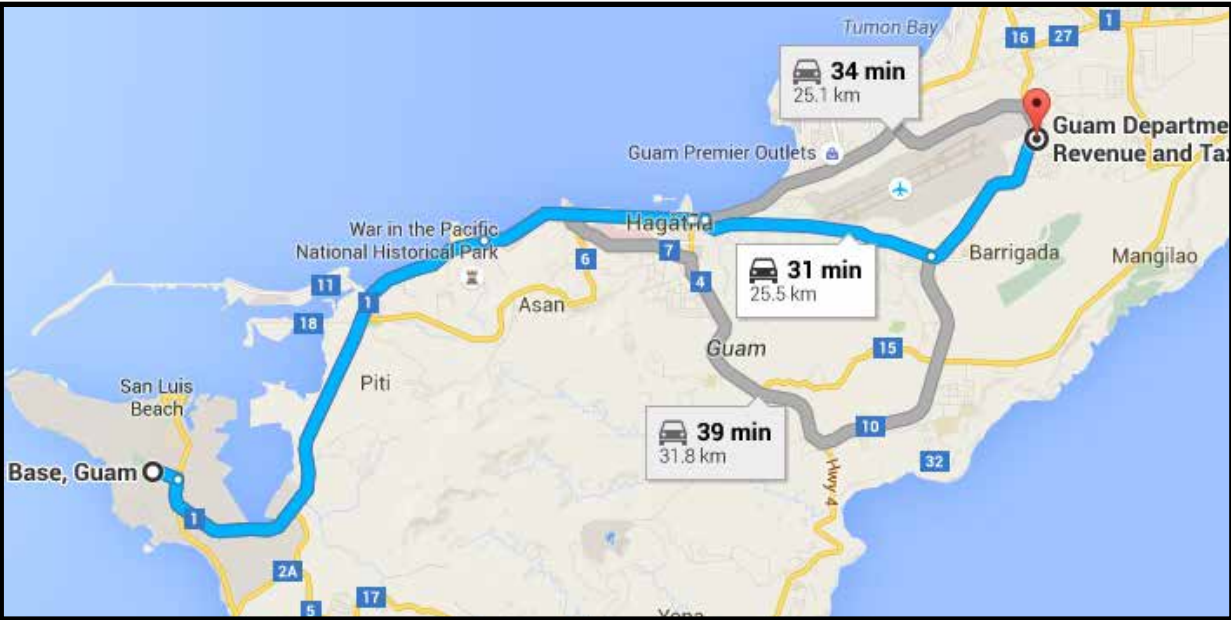 Tumon Bay
1
16
27
34 min
25.1 km
Guam Departme
Revenue and Tax
Guam Premier Outlets
War in the Pacific
National Historical Park
Hagåtña
7
6
4
31 min
25.5 km
Barrigada
Mangilao
11
1
18
Asan
Guam
15
Piti
San Luis
Beach
39 min
31.8 km
10
32
Hwy 4
Base, Guam
1
2A
17
5
Yona